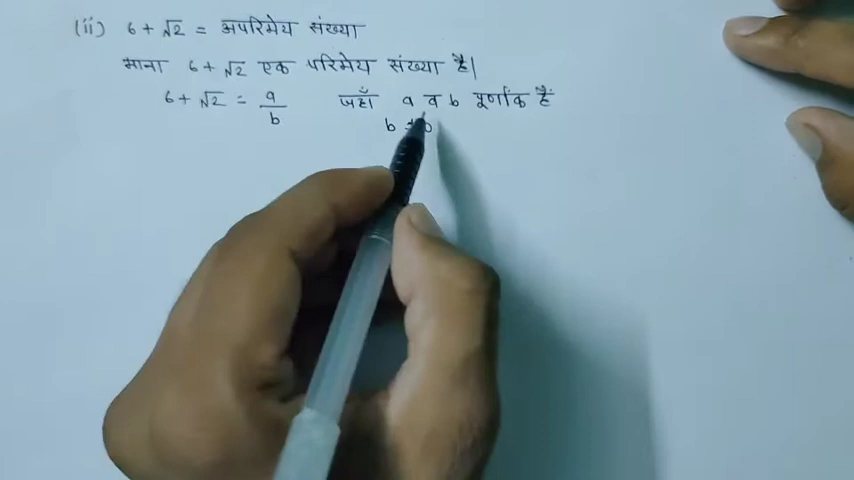 (ii) 6 + √2 = अपरिमेय संख्या
माना 6 + √2 एक परिमेय संख्या है|
6 + √2 = a/b जहाँ a व b पूर्णांक हैं
b ≠ 0